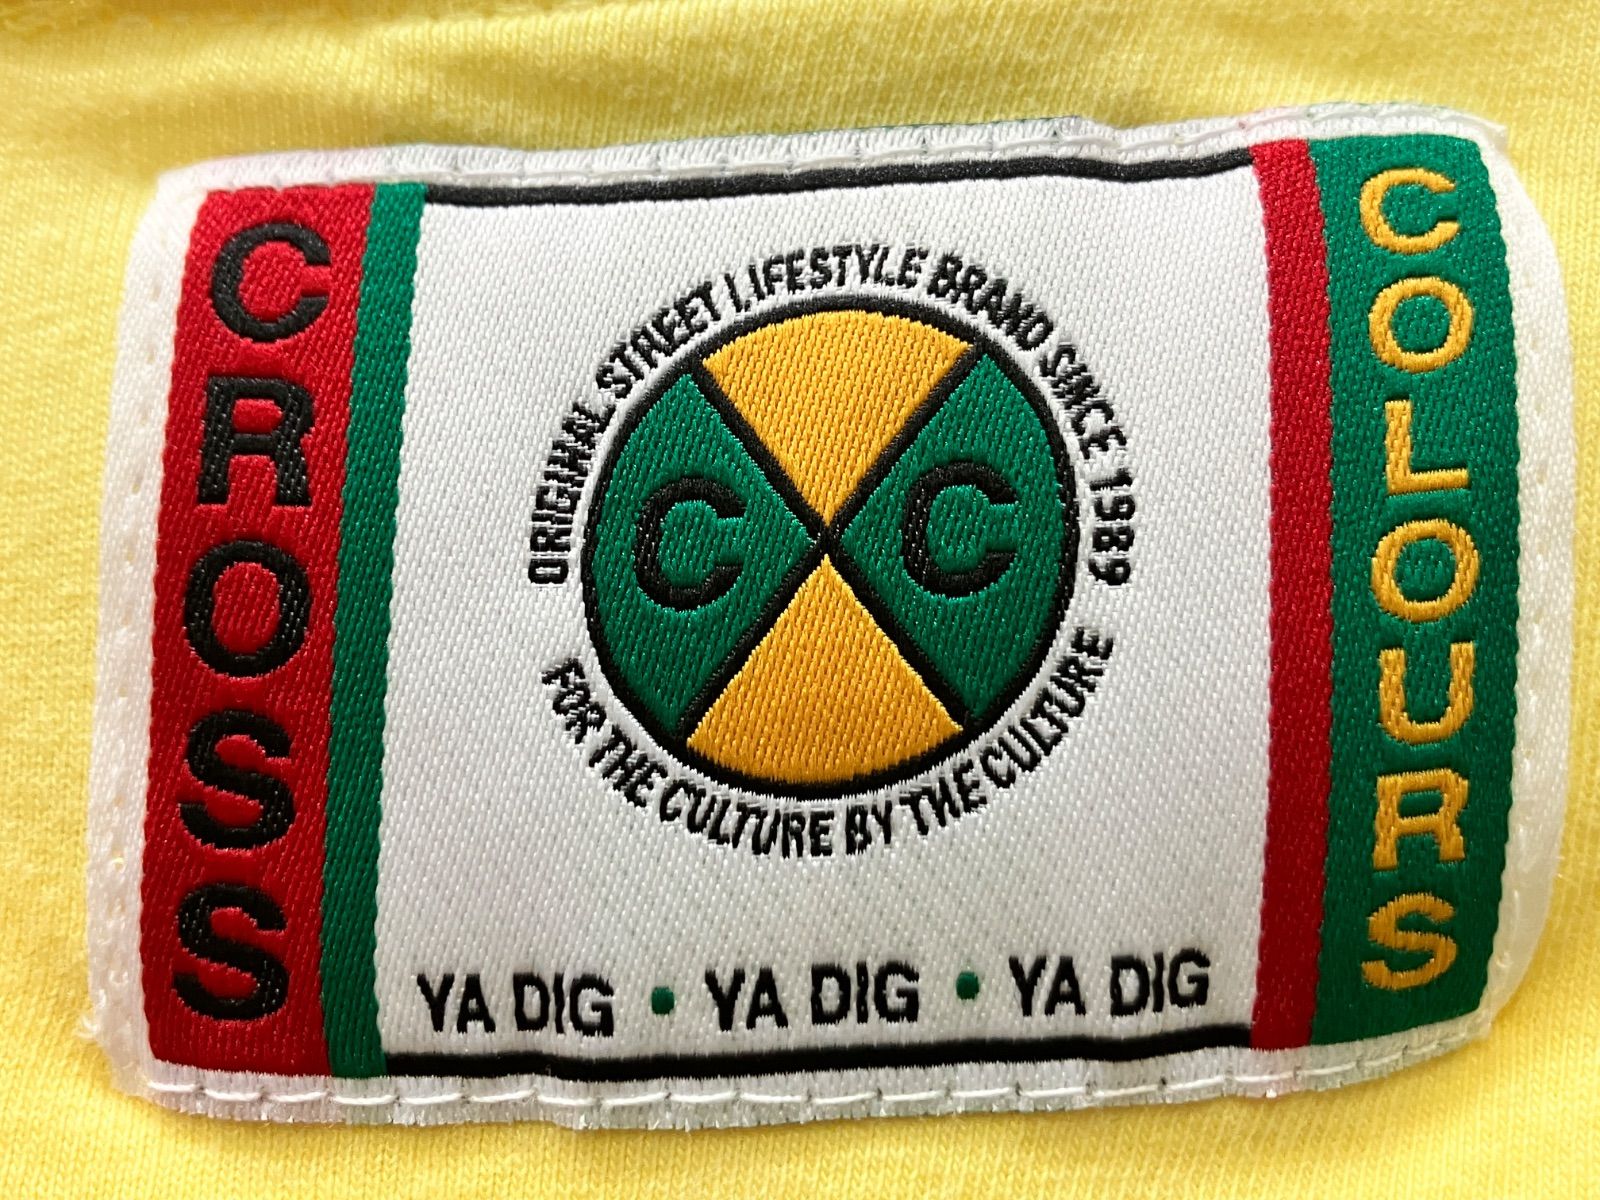 CROSS
ORIGINAL STREET LIFESTYLE BRAND SINCE 1989
C C
FOR THE CULTURE BY THE CULTURE
YA DIG • YA DIG • YA DIG
COLOURS